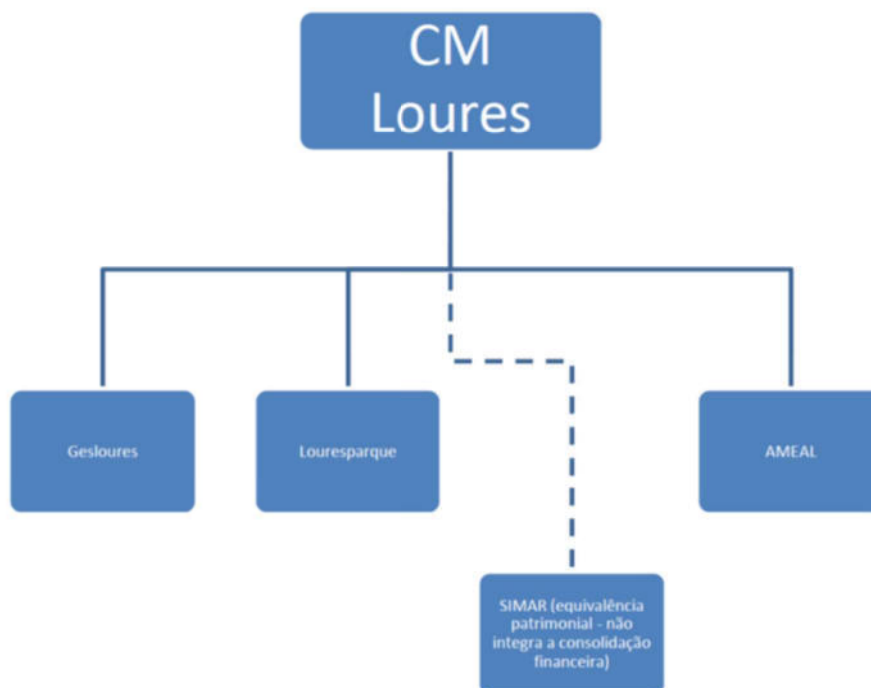 CM
Loures
Gesloures
Louresparque
AMEAL
SIMAR (equivalência
patrimonial - não
integra a consolidação
financeira)